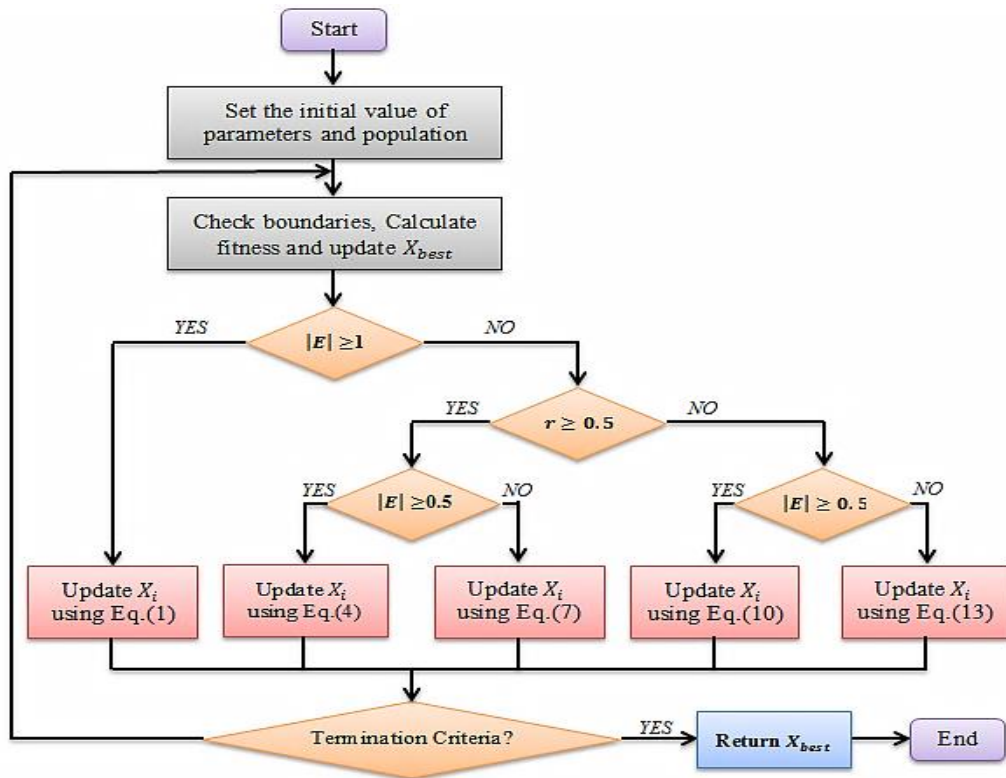 Start
Set the initial value of
parameters and population
Check boundaries, Calculate
fitness and update X_best
YES
|E| ≥1
NO
YES
r ≥ 0.5
NO
YES
|E| ≥0.5
NO
YES
|E| ≥ 0.5
NO
Update X_i
using Eq.(1)
Update X_i
using Eq.(4)
Update X_i
using Eq.(7)
Update X_i
using Eq.(10)
Update X_i
using Eq.(13)
Termination Criteria?
YES
Return X_best
End